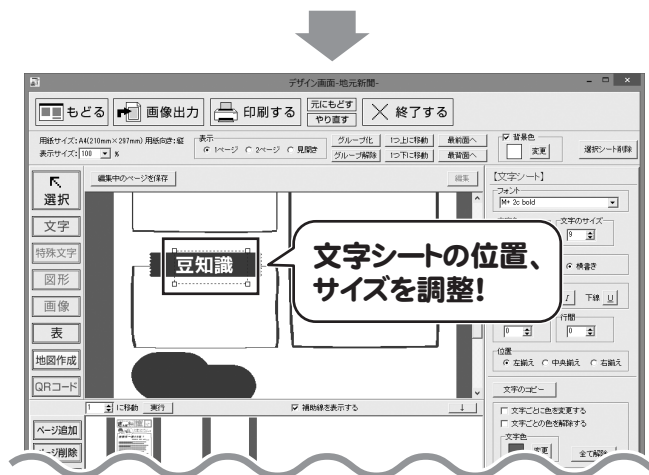 デザイン画面-地元新聞-
もどる 画像出力 印刷する 元にもどす やり直す 終了する
用紙サイズ:A4(210mm×297mm) 用紙向き:縦
表示サイズ: 100 %
表示
1ページ 2ページ 見開き
グループ化 1つ上に移動 最前面へ
グループ解除 1つ下に移動 最背面へ
背景色
変更
選択シート削除
選択
文字
特殊文字
図形
画像
表
地図作成
QRコード
ページ追加
ページ削除
編集中のページを保存
編集
豆知識
文字シートの位置、
サイズを調整!
1 に移動 実行
補助線を表示する
【文字シート】
フォント
M+ 2c bold
文字のサイズ
9
横書き
I 下線 U
行間
0 0
位置
左揃え 中央揃え 右揃え
文字のコピー
文字ごとに色を変更する
文字ごとの色を解除する
文字色
変更
全て解除